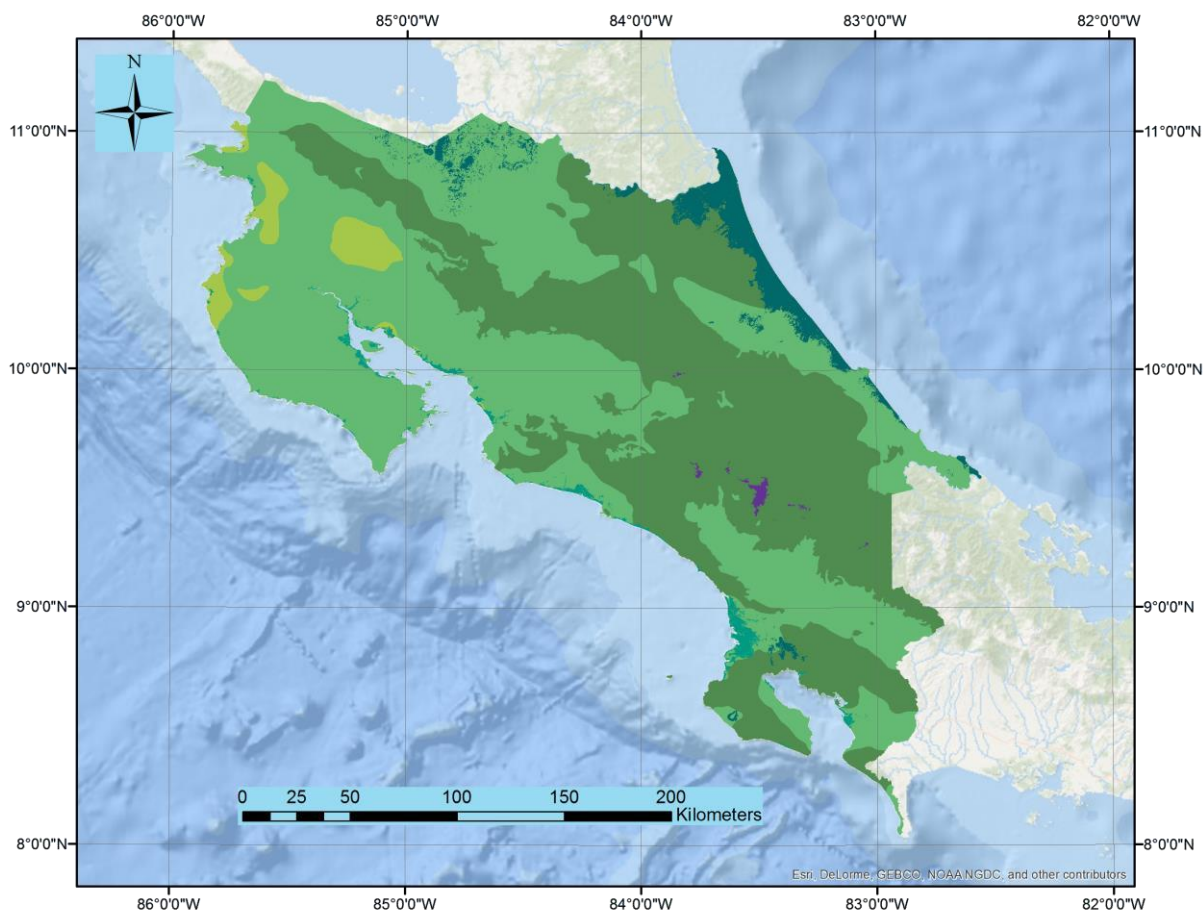 86°0'0"W 85°0'0"W 84°0'0"W 83°0'0"W 82°0'0"W
N
11°0'0"N 11°0'0"N
10°0'0"N 10°0'0"N
9°0'0"N 9°0'0"N
0 25 50 100 150 200
Kilometers
8°0'0"N 8°0'0"N
Esri, DeLorme, GEBCO, NOAA NGDC, and other contributors
86°0'0"W 85°0'0"W 84°0'0"W 83°0'0"W 82°0'0"W